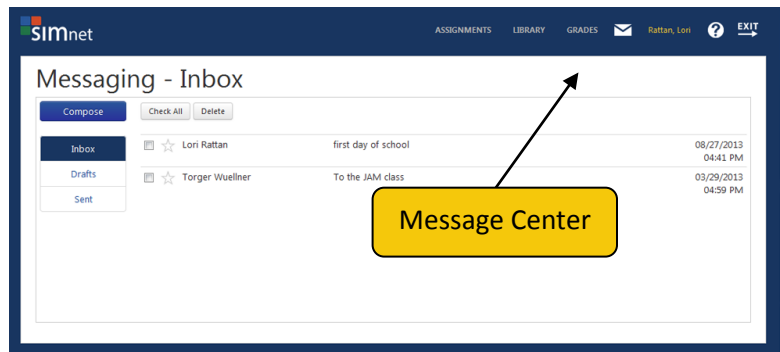 SIMnet
ASSIGNMENTS LIBRARY GRADES Rattan, Lori ? EXIT
Messaging - Inbox
Compose Check All Delete
Inbox Lori Rattan first day of school 08/27/2013
04:41 PM
Drafts Torger Wuellner To the JAM class 03/29/2013
04:59 PM
Sent
Message Center